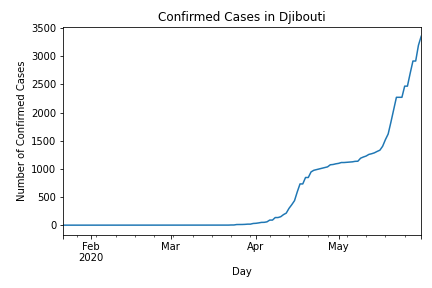 Confirmed Cases in Djibouti
Number of Confirmed Cases
3500
3000
2500
2000
1500
1000
500
0
Feb
2020
Mar
Apr
May
Day